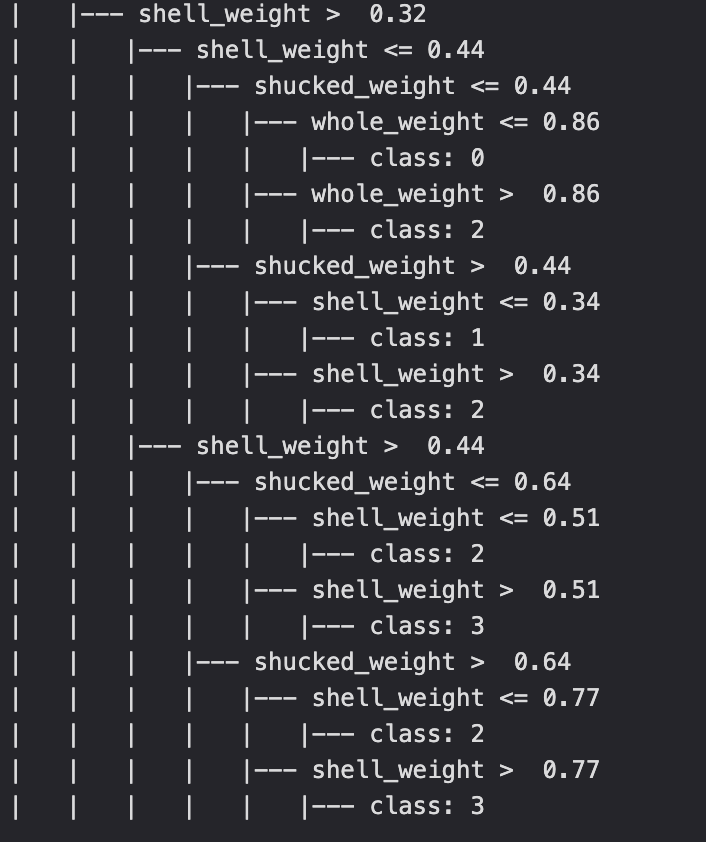 |   |--- shell_weight >  0.32
|   |   |--- shell_weight <= 0.44
|   |   |   |--- shucked_weight <= 0.44
|   |   |   |   |--- whole_weight <= 0.86
|   |   |   |   |   |--- class: 0
|   |   |   |   |--- whole_weight >  0.86
|   |   |   |   |   |--- class: 2
|   |   |   |--- shucked_weight >  0.44
|   |   |   |   |--- shell_weight <= 0.34
|   |   |   |   |   |--- class: 1
|   |   |   |   |--- shell_weight >  0.34
|   |   |   |   |   |--- class: 2
|   |   |--- shell_weight >  0.44
|   |   |   |--- shucked_weight <= 0.64
|   |   |   |   |--- shell_weight <= 0.51
|   |   |   |   |   |--- class: 2
|   |   |   |   |--- shell_weight >  0.51
|   |   |   |   |   |--- class: 3
|   |   |   |--- shucked_weight >  0.64
|   |   |   |   |--- shell_weight <= 0.77
|   |   |   |   |   |--- class: 2
|   |   |   |   |--- shell_weight >  0.77
|   |   |   |   |   |--- class: 3